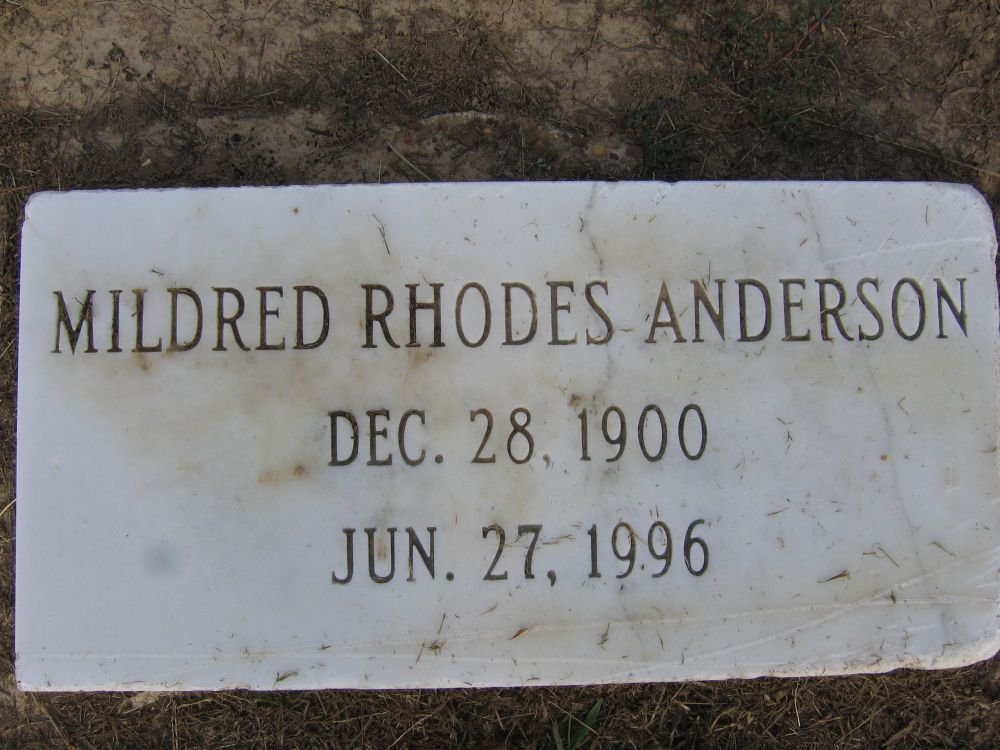 MILDRED RHODES ANDERSON
DEC. 28, 1900
JUN. 27, 1996